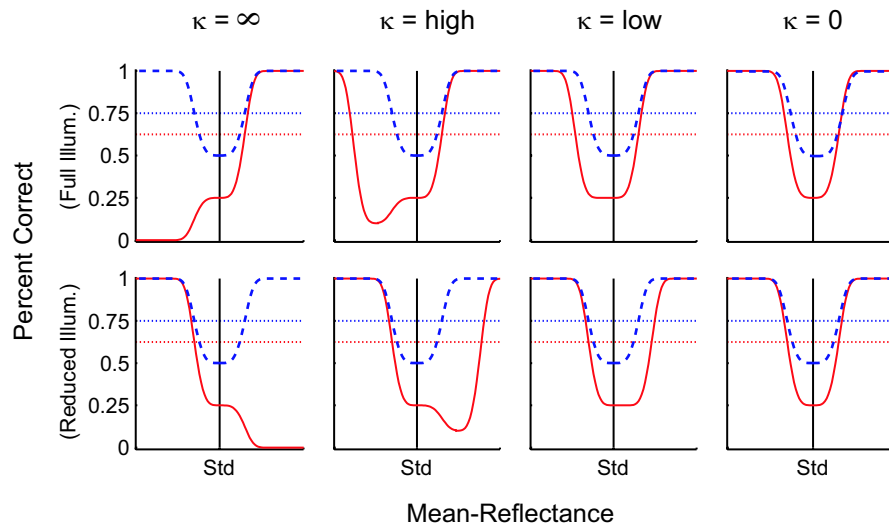 κ = ∞ κ = high κ = low κ = 0
Percent Correct
(Full Illum.)
1
0.75
0.5
0.25
0
(Reduced Illum.)
1
0.75
0.5
0.25
0
Std Std Std Std
Mean-Reflectance